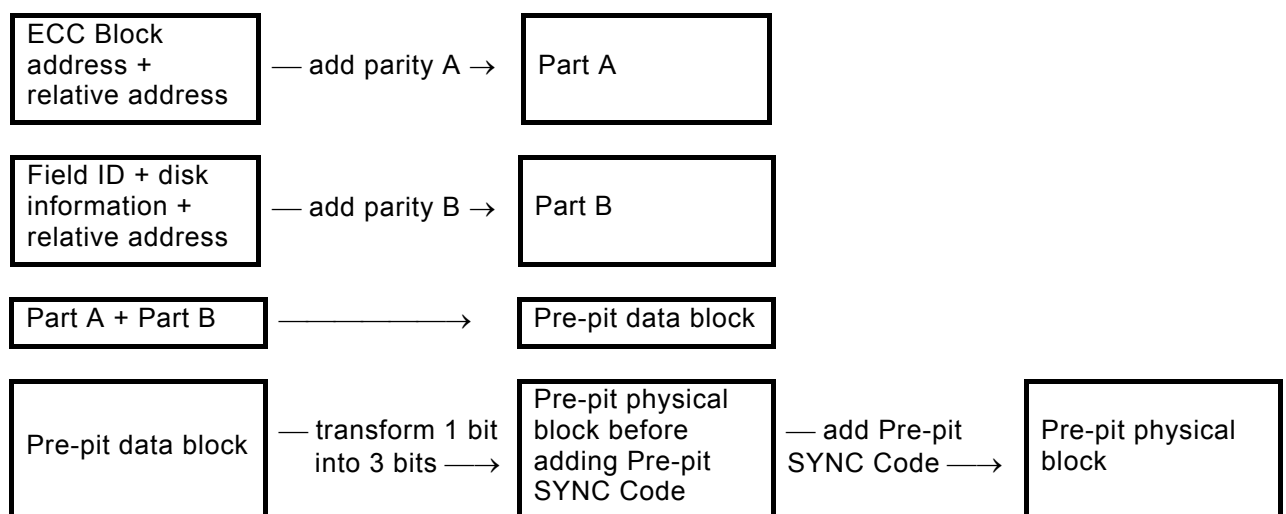 ECC Block
address +
relative address
— add parity A →
Part A
Field ID + disk
information +
relative address
— add parity B →
Part B
Part A + Part B
——————→
Pre-pit data block
Pre-pit data block
— transform 1 bit
into 3 bits —→
Pre-pit physical
block before
adding Pre-pit
SYNC Code
— add Pre-pit
SYNC Code —→
Pre-pit physical
block